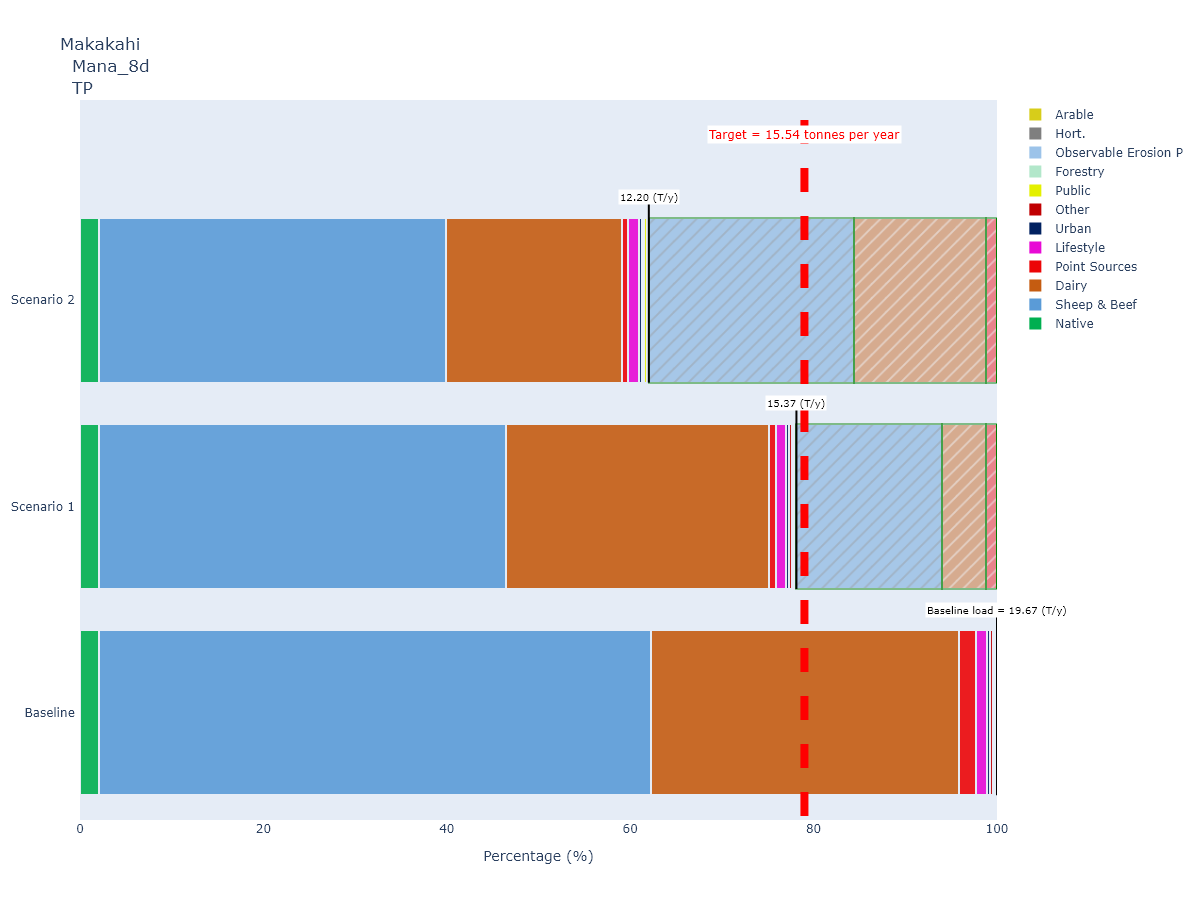 Makakahi
Mana_8d
TP
Target = 15.54 tonnes per year
12.20 (T/y)
Scenario 2
15.37 (T/y)
Scenario 1
Baseline load = 19.67 (T/y)
Baseline
0
20
40
60
80
100
Percentage (%)
Arable
Hort.
Observable Erosion P
Forestry
Public
Other
Urban
Lifestyle
Point Sources
Dairy
Sheep & Beef
Native